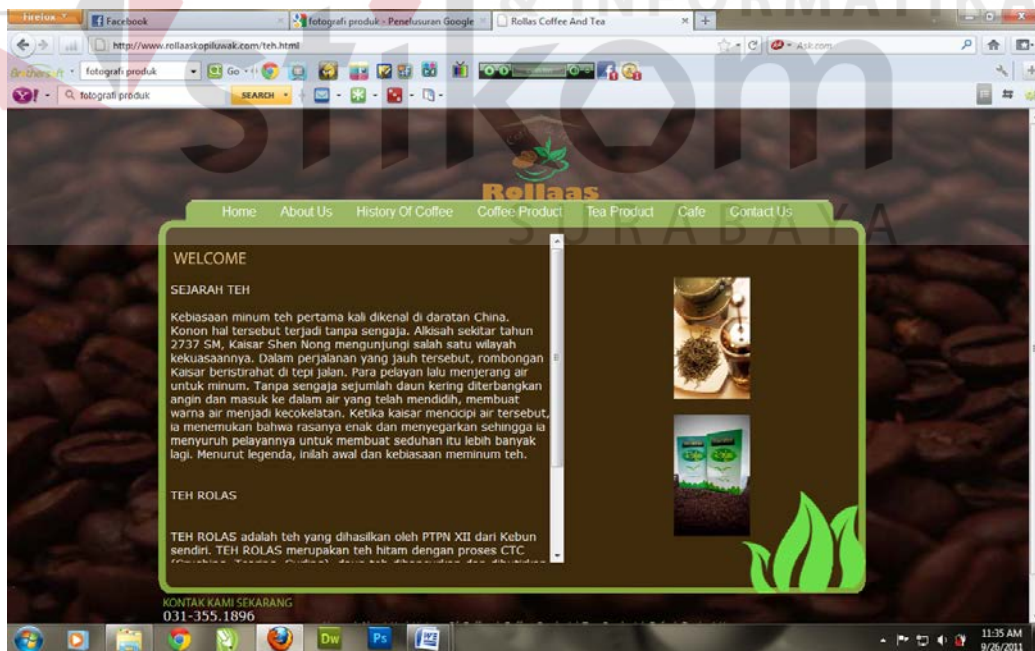 & INFORMATIKA
stikom
SURABAYA
Firefox
Facebook
fotografi produk - Penelusuran Google
Rollas Coffee And Tea
http://www.rollaaskopiluwak.com/teh.html
Ask.com
fotografi produk
Go
fotografi produk
SEARCH
Rollaas
Home About Us History Of Coffee Coffee Product Tea Product Cafe Contact Us
WELCOME
SEJARAH TEH
Kebiasaan minum teh pertama kali dikenal di daratan China.
Konon hal tersebut terjadi tanpa sengaja. Alkisah sekitar tahun
2737 SM, Kaisar Shen Nong mengunjungi salah satu wilayah
kekuasaannya. Dalam perjalanan yang jauh tersebut, rombongan
Kaisar beristirahat di tepi jalan. Para pelayan lalu menjerang air
untuk minum. Tanpa sengaja sejumlah daun kering diterbangkan
angin dan masuk ke dalam air yang telah mendidih, membuat
warna air menjadi kecokelatan. Ketika kaisar mencicipi air tersebut,
ia menemukan bahwa rasanya enak dan menyegarkan sehingga ia
menyuruh pelayannya untuk membuat seduhan itu lebih banyak
lagi. Menurut legenda, inilah awal dan kebiasaan meminum teh.
TEH ROLAS
TEH ROLAS adalah teh yang dihasilkan oleh PTPN XII dari Kebun
sendiri. TEH ROLAS merupakan teh hitam dengan proses CTC
KONTAK KAMI SEKARANG
031-355.1896
Dw
Ps
11:35 AM
9/26/2011